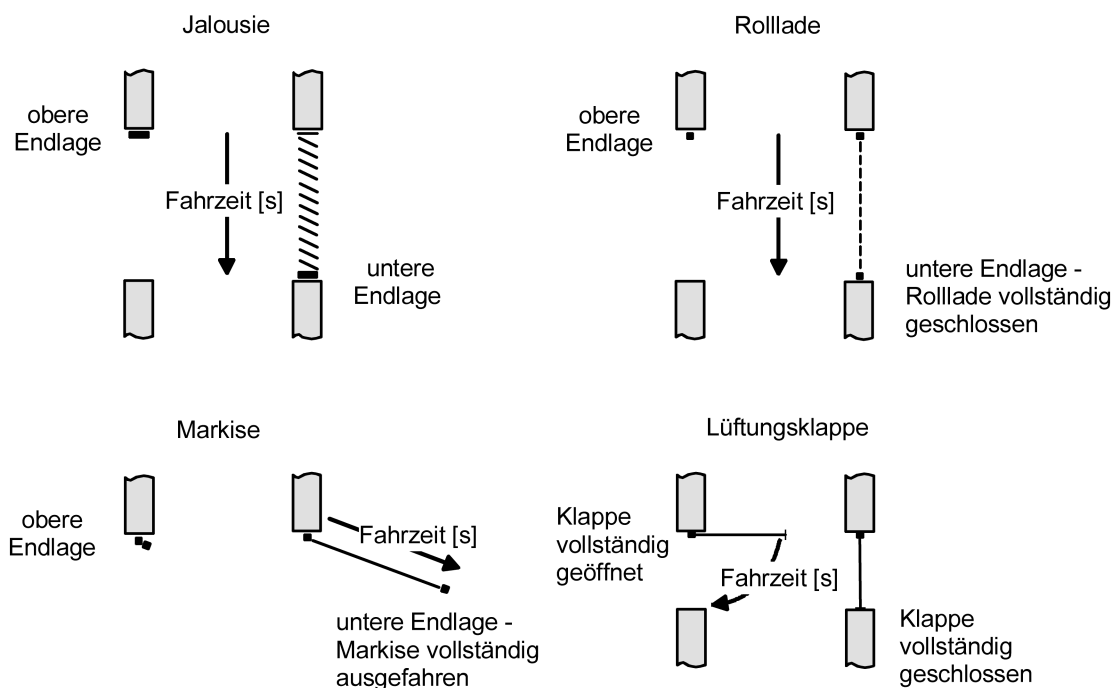 Jalousie
obere
Endlage
Fahrzeit [s]
untere
Endlage
Rolllade
obere
Endlage
Fahrzeit [s]
untere Endlage -
Rolllade vollständig
geschlossen
Markise
obere
Endlage
Fahrzeit [s]
untere Endlage -
Markise vollständig
ausgefahren
Lüftungsklappe
Klappe
vollständig
geöffnet
Fahrzeit [s]
Klappe
vollständig
geschlossen